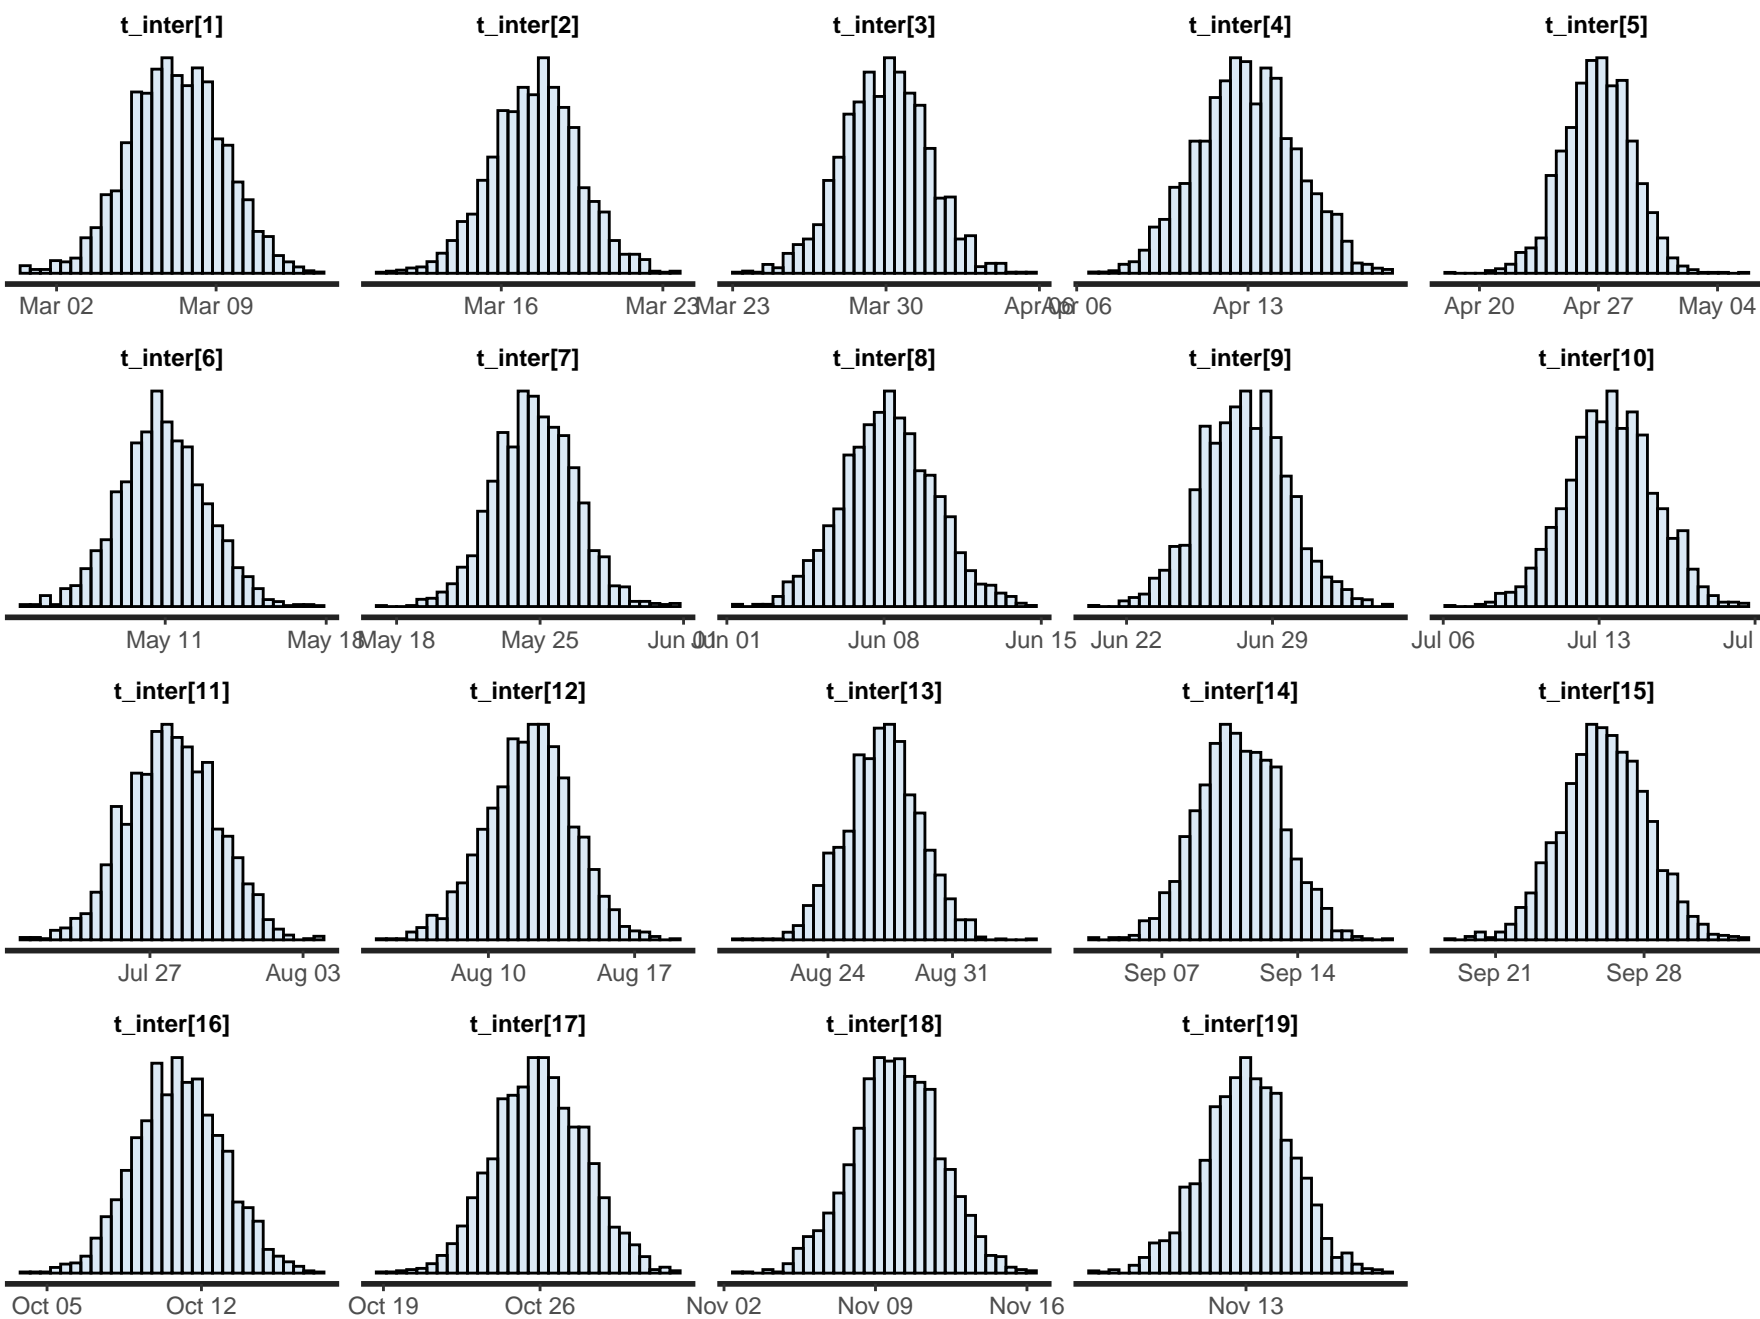 t_inter[1] t_inter[2] t_inter[3] t_inter[4] t_inter[5]
Mar 02 Mar 09 Mar 16 Mar 23 Mar 23 Mar 30 Apr 06 Apr 06 Apr 13 Apr 20 Apr 27 May 04
t_inter[6] t_inter[7] t_inter[8] t_inter[9] t_inter[10]
May 11 May 18 May 18 May 25 Jun 01 Jun 01 Jun 08 Jun 15 Jun 22 Jun 29 Jul 06 Jul 13 Jul
t_inter[11] t_inter[12] t_inter[13] t_inter[14] t_inter[15]
Jul 27 Aug 03 Aug 10 Aug 17 Aug 24 Aug 31 Sep 07 Sep 14 Sep 21 Sep 28
t_inter[16] t_inter[17] t_inter[18] t_inter[19]
Oct 05 Oct 12 Oct 19 Oct 26 Nov 02 Nov 09 Nov 16 Nov 13